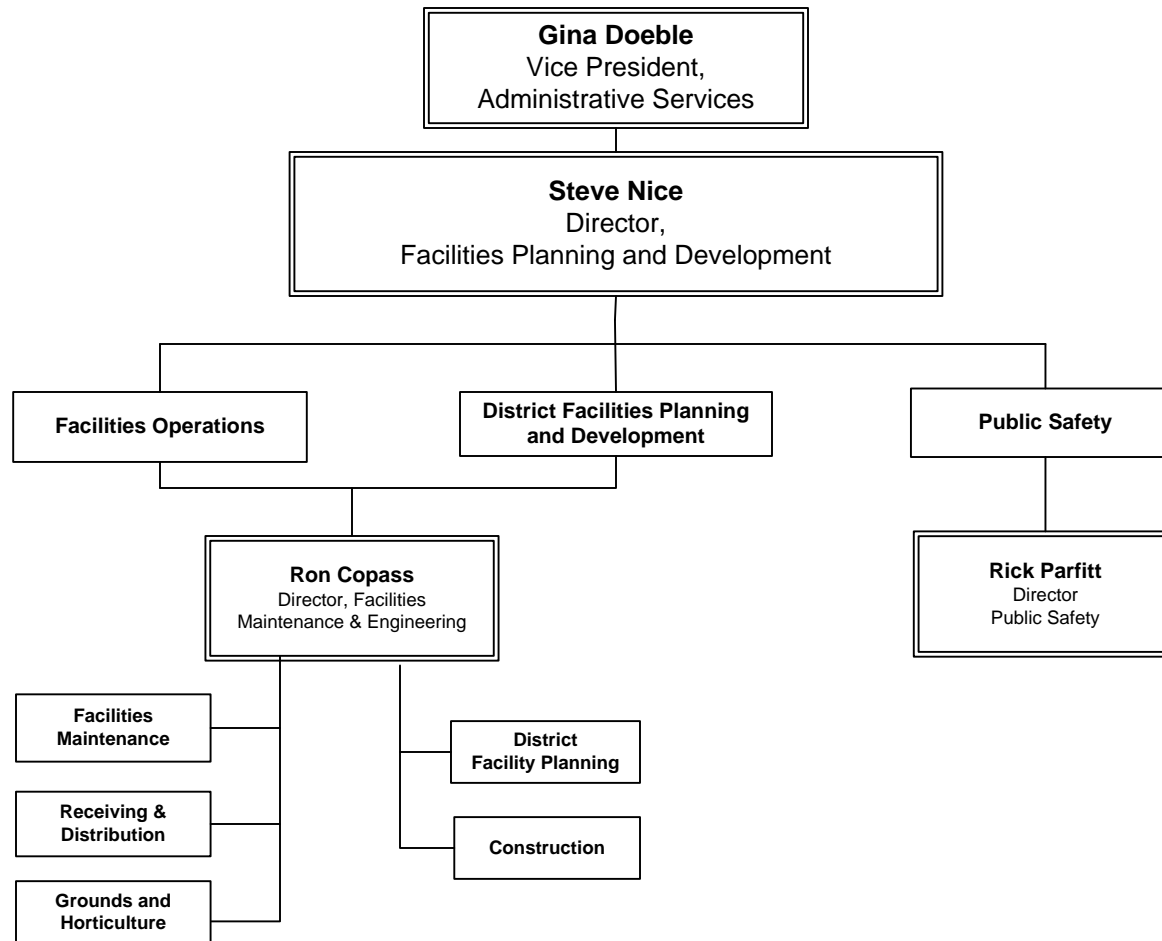 Gina Doeble
Vice President,
Administrative Services
Steve Nice
Director,
Facilities Planning and Development
Facilities Operations
District Facilities Planning
and Development
Public Safety
Ron Copass
Director, Facilities
Maintenance & Engineering
Rick Parfitt
Director
Public Safety
Facilities
Maintenance
District
Facility Planning
Receiving &
Distribution
Construction
Grounds and
Horticulture